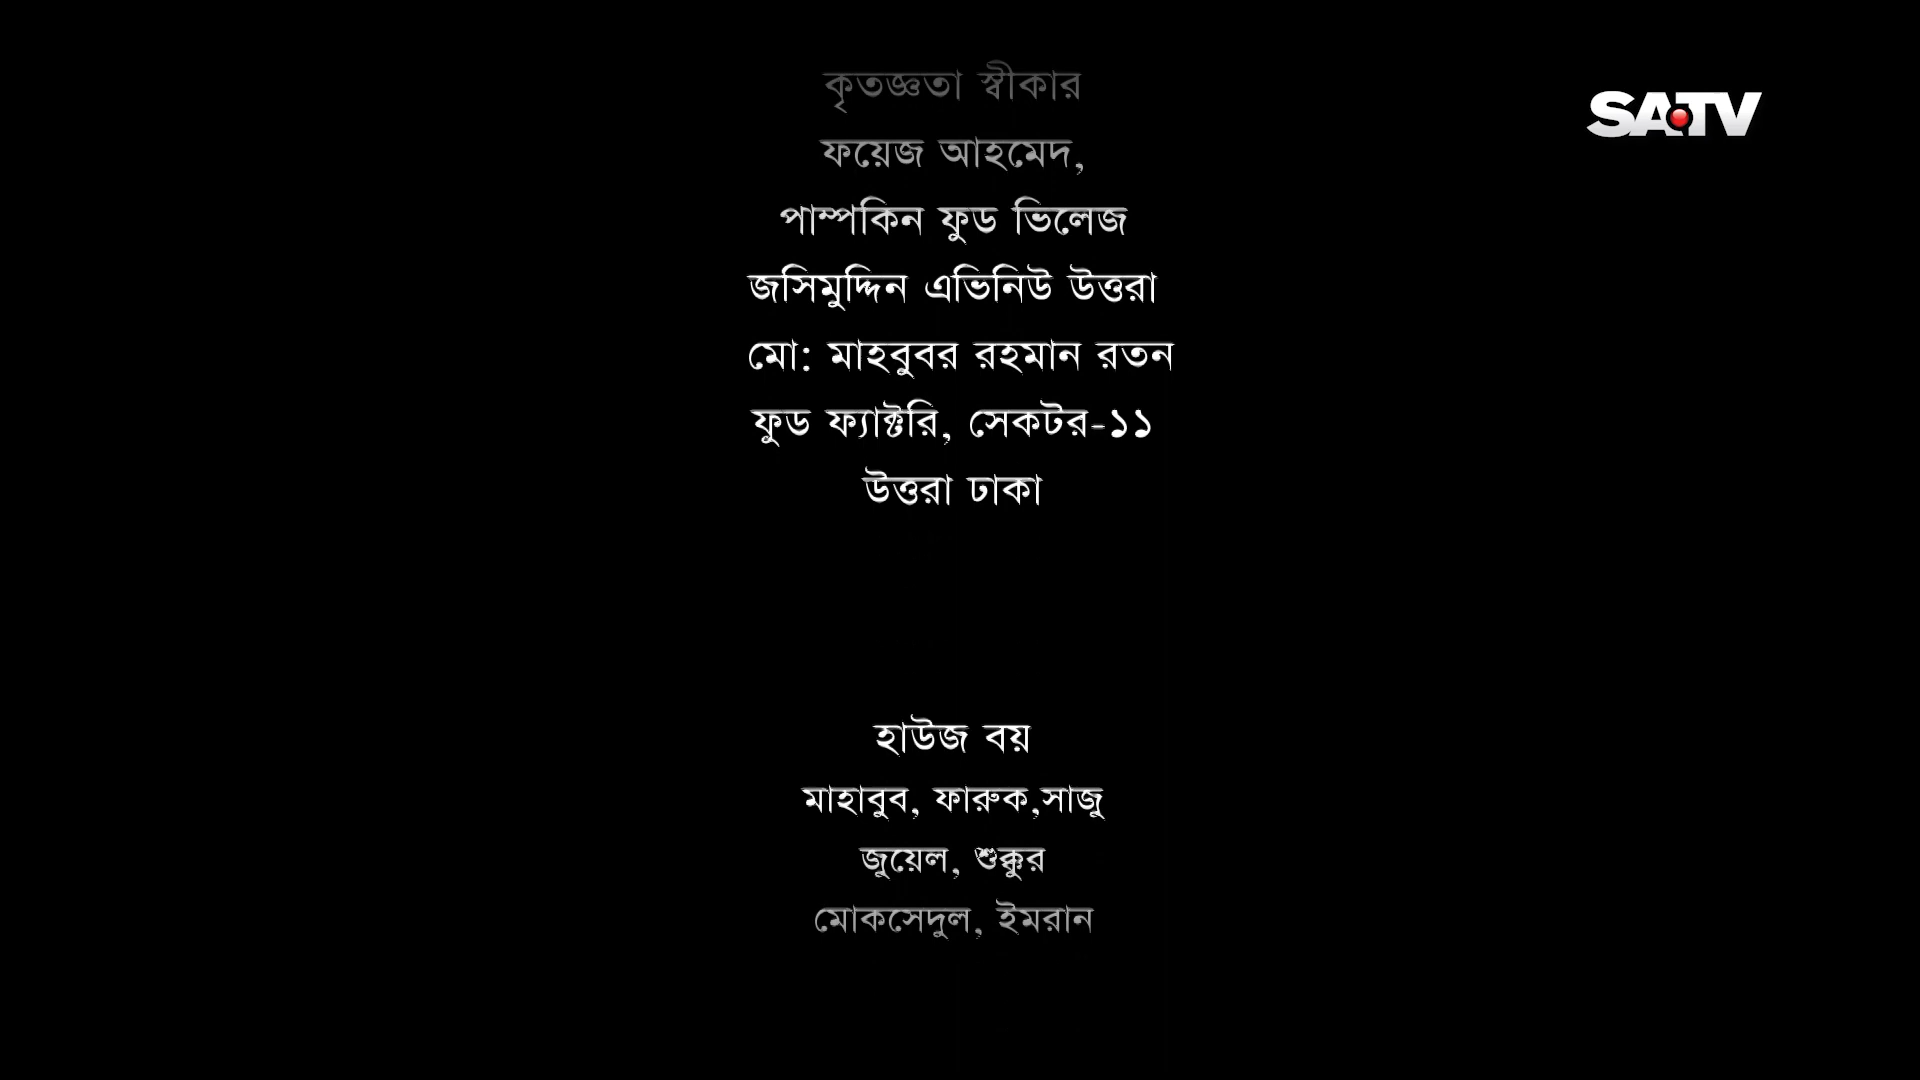 কৃতজ্ঞতা স্বীকার
SATV
ফয়েজ আহমেদ,
পাম্পকিন ফুড ভিলেজ
জসিমুদ্দিন এভিনিউ উত্তরা
মো: মাহবুবর রহমান রতন
ফুড ফ্যাক্টরি, সেকটর-১১
উত্তরা ঢাকা
হাউজ বয়
মাহাবুব, ফারুক,সাজু
জুয়েল, শুক্কুর
মোকসেদুল, ইমরান